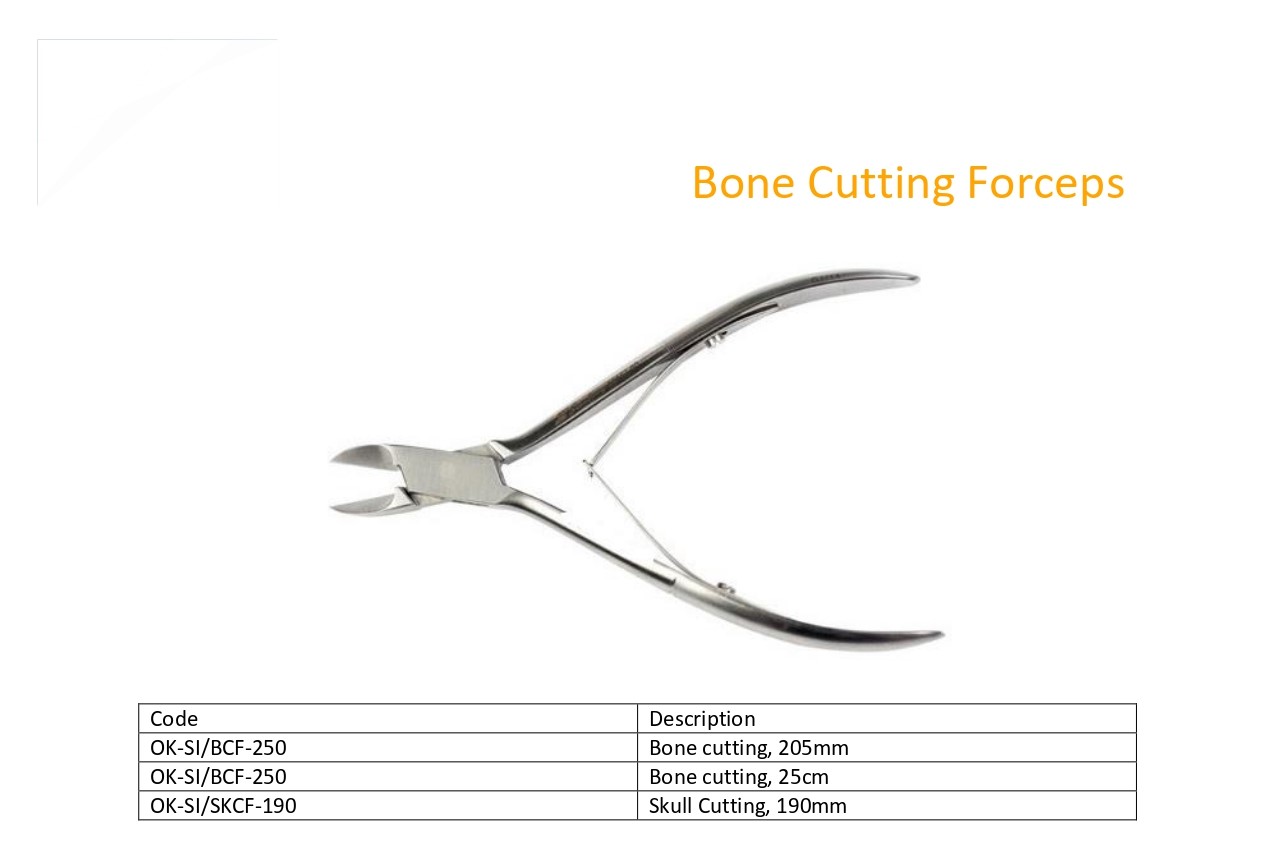 Bone Cutting Forceps
Code Description
OK-SI/BCF-250 Bone cutting, 205mm
OK-SI/BCF-250 Bone cutting, 25cm
OK-SI/SKCF-190 Skull Cutting, 190mm